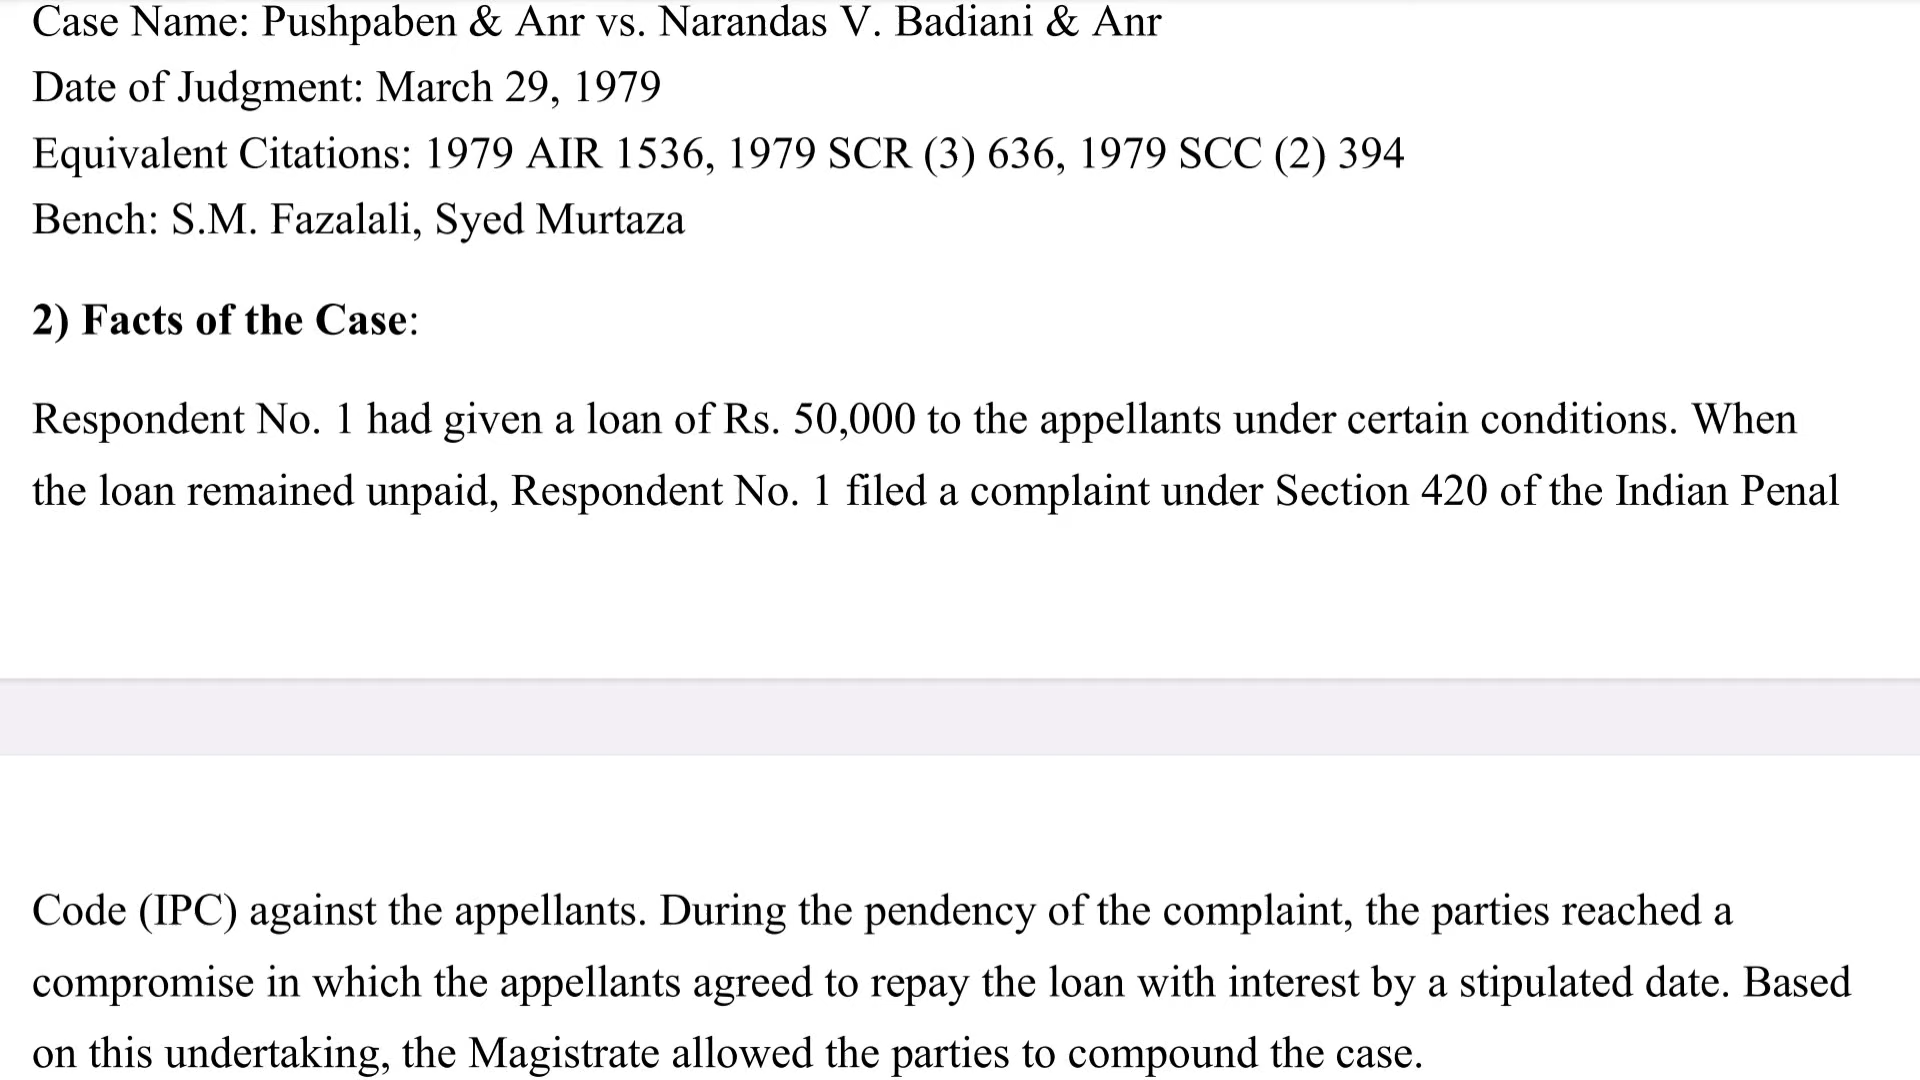 Case Name: Pushpaben & Anr vs. Narandas V. Badiani & Anr
Date of Judgment: March 29, 1979
Equivalent Citations: 1979 AIR 1536, 1979 SCR (3) 636, 1979 SCC (2) 394
Bench: S.M. Fazalali, Syed Murtaza
2) Facts of the Case:
Respondent No. 1 had given a loan of Rs. 50,000 to the appellants under certain conditions. When
the loan remained unpaid, Respondent No. 1 filed a complaint under Section 420 of the Indian Penal
Code (IPC) against the appellants. During the pendency of the complaint, the parties reached a
compromise in which the appellants agreed to repay the loan with interest by a stipulated date. Based
on this undertaking, the Magistrate allowed the parties to compound the case.